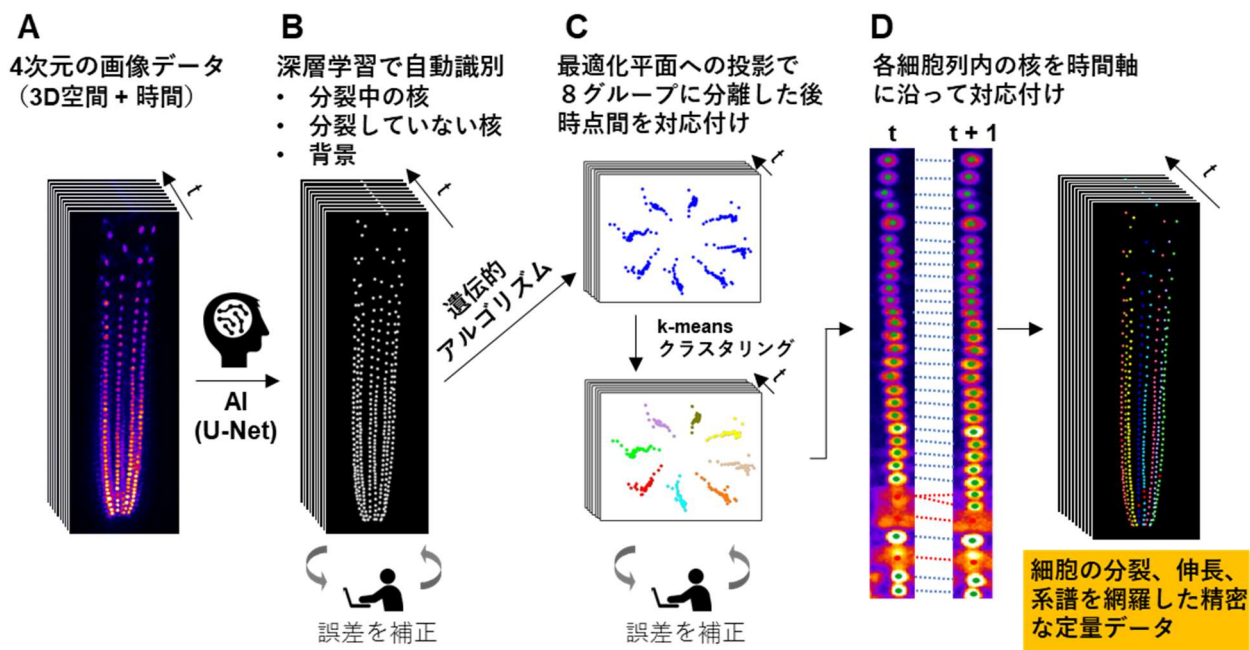 A
4次元の画像データ
（3D空間 + 時間）
t
AI
(U-Net)
B
深層学習で自動識別
• 分裂中の核
• 分裂していない核
• 背景
t
誤差を補正
遺伝的
アルゴリズム
C
最適化平面への投影で
８グループに分離した後
時点間を対応付け
t
k-means
クラスタリング
t
誤差を補正
D
各細胞列内の核を時間軸
に沿って対応付け
t
t + 1
t
細胞の分裂、伸長、
系譜を網羅した精密
な定量データ